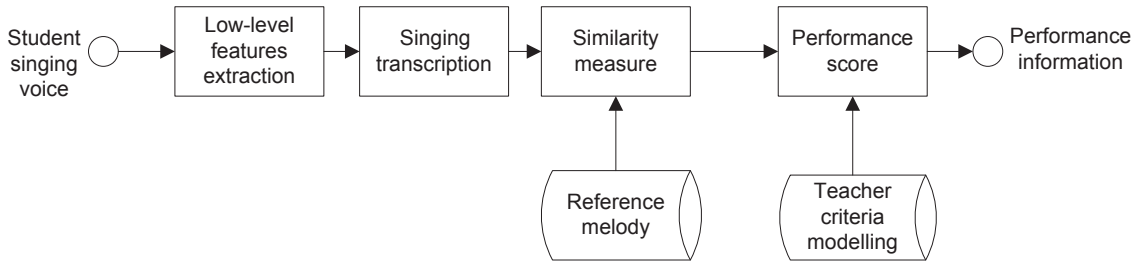 Student
singing
voice
Low-level
features
extraction
Singing
transcription
Similarity
measure
Performance
score
Performance
information
Reference
melody
Teacher
criteria
modelling